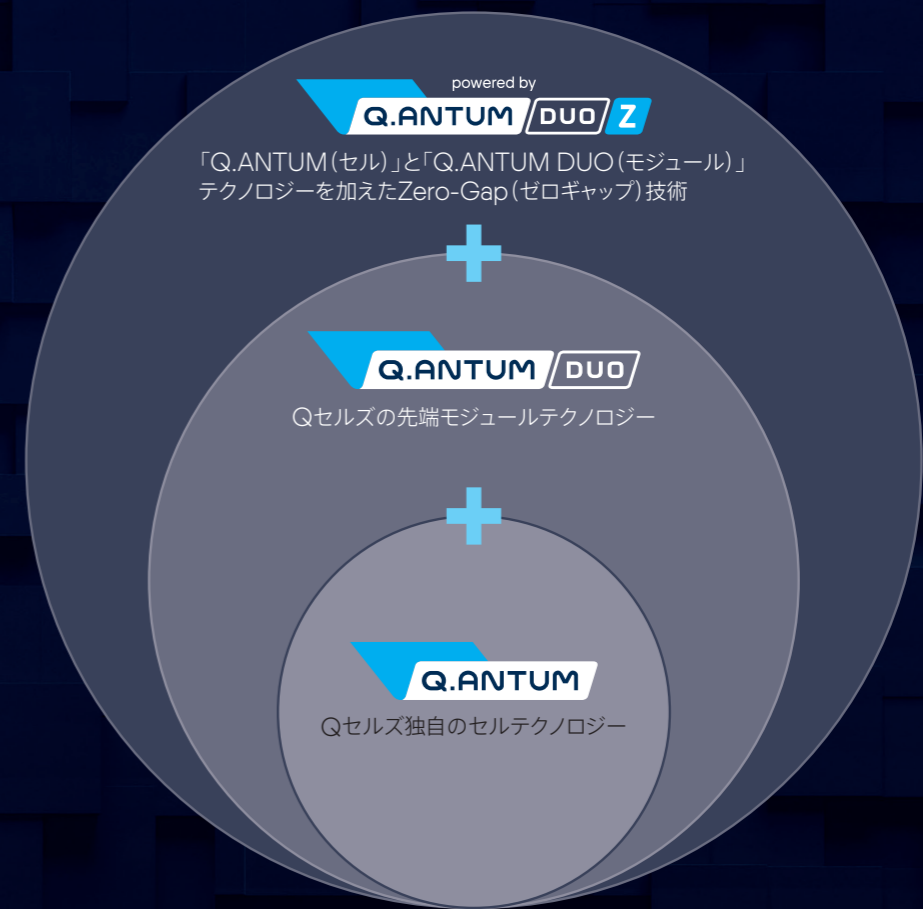 powered by
Q.ANTUM DUO Z
「Q.ANTUM(セル)」と「Q.ANTUM DUO(モジュール)」
テクノロジーを加えたZero-Gap(ゼロギャップ)技術
+
Q.ANTUM DUO
Qセルズの先端モジュールテクノロジー
+
Q.ANTUM
Qセルズ独自のセルテクノロジー